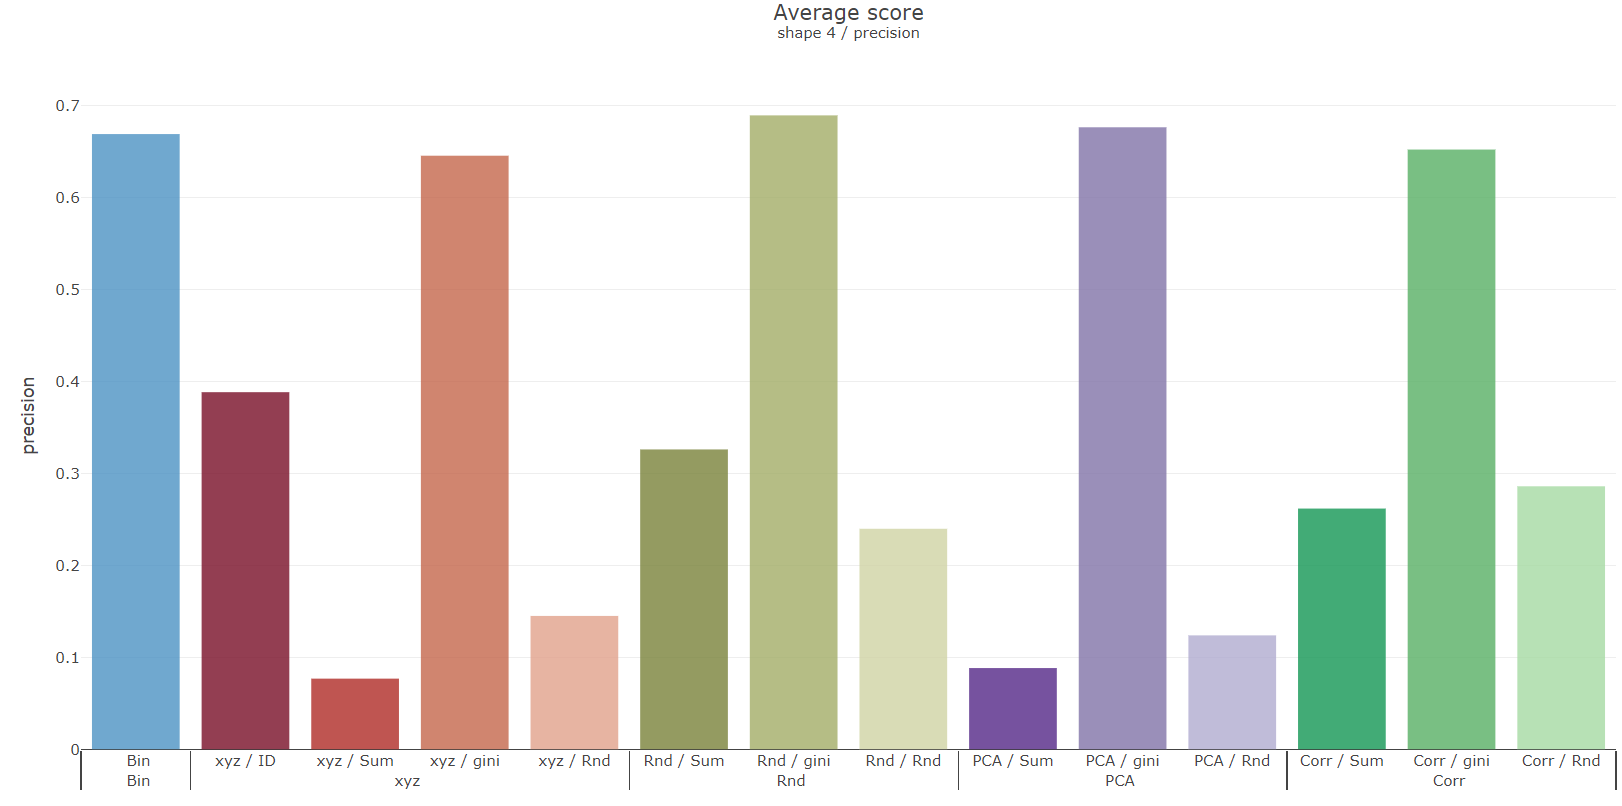 Average score
shape 4 / precision
precision
0.7
0.6
0.5
0.4
0.3
0.2
0.1
0
Bin xyz / ID xyz / Sum xyz / gini xyz / Rnd Rnd / Sum Rnd / gini Rnd / Rnd PCA / Sum PCA / gini PCA / Rnd Corr / Sum Corr / gini Corr / Rnd
Bin xyz Rnd PCA Corr